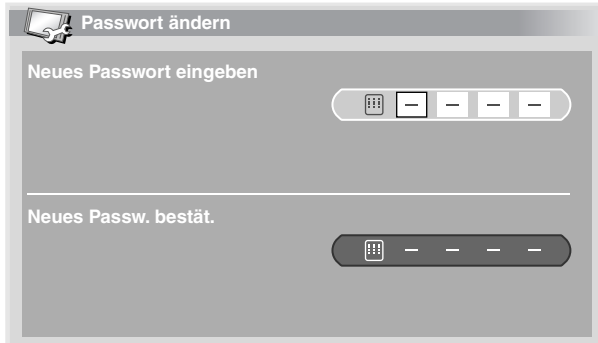 Passwort ändern
Neues Passwort eingeben
– – – –
Neues Passw. bestät.
– – – –